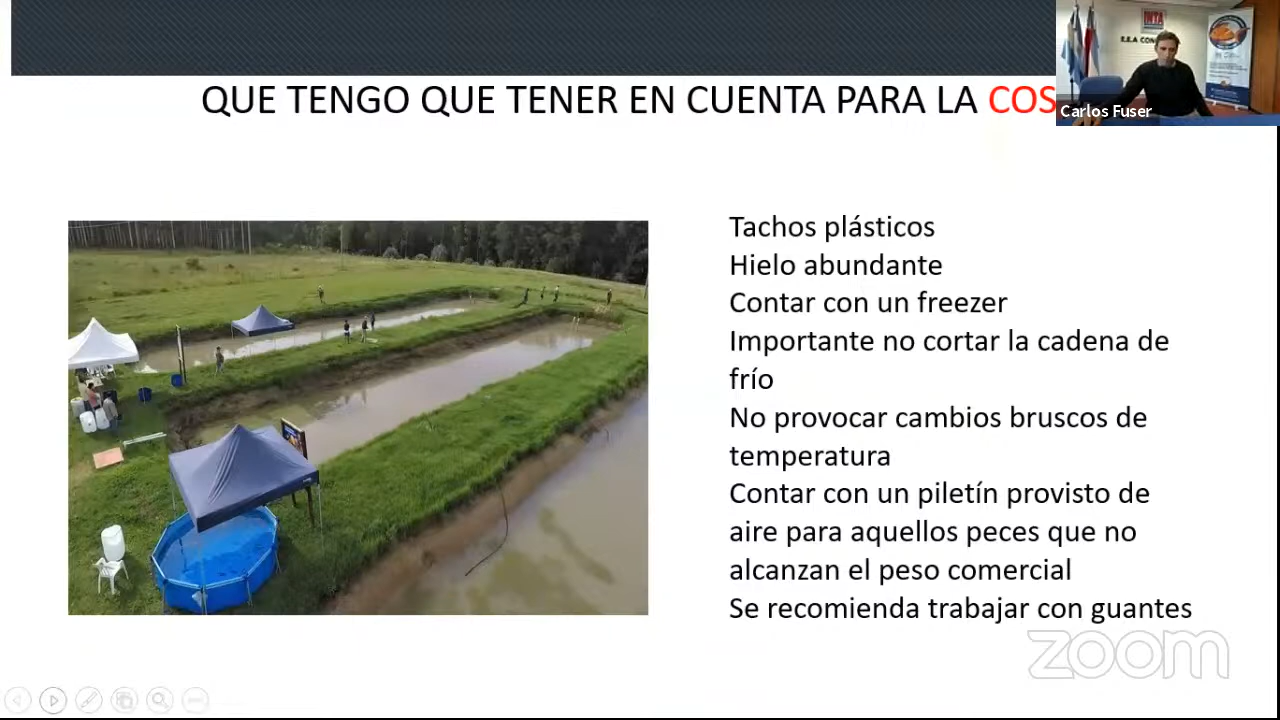 QUE TENGO QUE TENER EN CUENTA PARA LA COS
INTA
Carlos Fuser
Tachos plásticos
Hielo abundante
Contar con un freezer
Importante no cortar la cadena de
frío
No provocar cambios bruscos de
temperatura
Contar con un piletín provisto de
aire para aquellos peces que no
alcanzan el peso comercial
Se recomienda trabajar con guantes
zoom